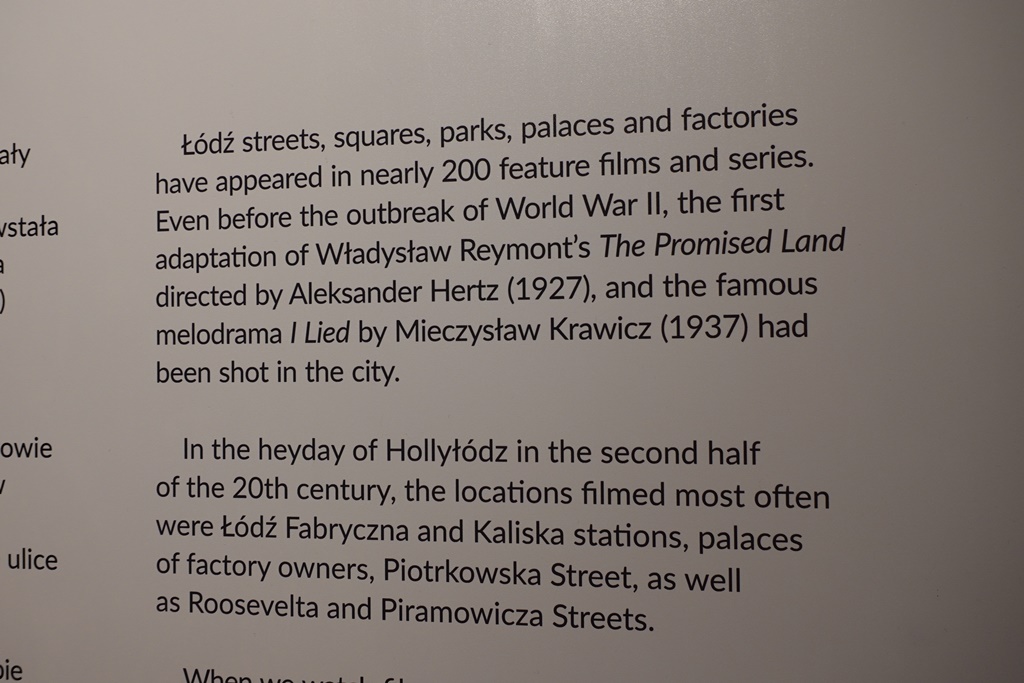 ały
wstała
a
)
owie
w
ulice
bie
Łódź streets, squares, parks, palaces and factories
have appeared in nearly 200 feature films and series.
Even before the outbreak of World War II, the first
adaptation of Władysław Reymont's The Promised Land
directed by Aleksander Hertz (1927), and the famous
melodrama I Lied by Mieczysław Krawicz (1937) had
been shot in the city.
In the heyday of Hollyłódz in the second half
of the 20th century, the locations filmed most often
were Łódź Fabryczna and Kaliska stations, palaces
of factory owners, Piotrkowska Street, as well
as Roosevelta and Piramowicza Streets.
When we watch